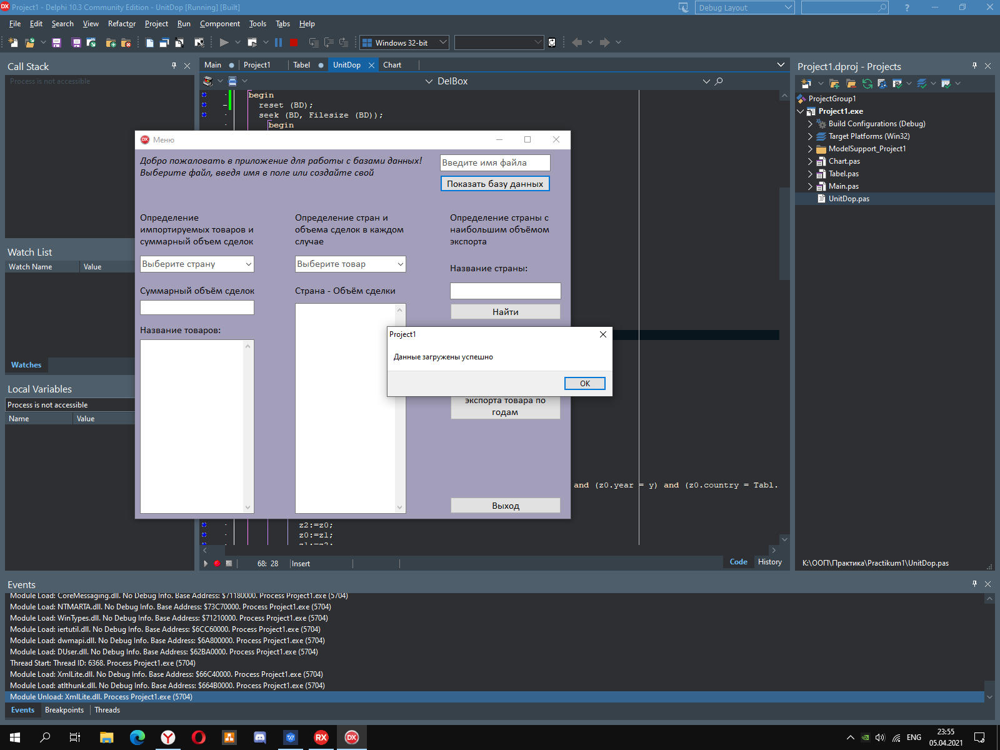 Project1 - Delphi 10.3 Community Edition - UnitDop [Running] [Built]
Debug Layout
File Edit Search View Refactor Project Run Component Tools Tabs Help
Windows 32-bit
Call Stack
Process is not accessible
Main Project1 Tabel UnitDop Chart
DelBox
begin
reset (BD);
seek (BD, Filesize (BD));
begin
Меню
Добро пожаловать в приложение для работы с базами данных!
Выберите файл, введя имя в поле или создайте свой
Введите имя файла
Показать базу данных
Определение
импортируемых товаров и
суммарный объем сделок
Выберите страну
Суммарный объём сделок
Название товаров:
Определение стран и
объема сделок в каждом
случае
Выберите товар
Страна - Объём сделки
Определение страны с
наибольшим объёмом
экспорта
Название страны:
Найти
Project1
Данные загружены успешно
OK
экспорта товара по
годам
Выход
and (z0.year = y) and (z0.country = Tabl.
z2:=z0;
z0:=z1;
z1:=z2;
68: 28 Insert
Code History
Watch List
Watch Name Value
Watches
Local Variables
Process is not accessible
Name Value
Project1.dproj - Projects
ProjectGroup1
Project1.exe
Build Configurations (Debug)
Target Platforms (Win32)
ModelSupport_Project1
Chart.pas
Tabel.pas
Main.pas
UnitDop.pas
K:\ООП\Практика\Practikum1\UnitDop.pas
Events
Module Load: CoreMessaging.dll. No Debug Info. Base Address: $71180000. Process Project1.exe (5704)
Module Load: NTMARTA.dll. No Debug Info. Base Address: $73C70000. Process Project1.exe (5704)
Module Load: WinTypes.dll. No Debug Info. Base Address: $71210000. Process Project1.exe (5704)
Module Load: iertutil.dll. No Debug Info. Base Address: $6CC60000. Process Project1.exe (5704)
Module Load: dwmapi.dll. No Debug Info. Base Address: $6A800000. Process Project1.exe (5704)
Module Load: DUser.dll. No Debug Info. Base Address: $62BA0000. Process Project1.exe (5704)
Thread Start: Thread ID: 6368. Process Project1.exe (5704)
Module Load: XmlLite.dll. No Debug Info. Base Address: $66C40000. Process Project1.exe (5704)
Module Load: atlthunk.dll. No Debug Info. Base Address: $664B0000. Process Project1.exe (5704)
Module Unload: XmlLite.dll. Process Project1.exe (5704)
Events Breakpoints Threads
ENG
23:55
05.04.2021